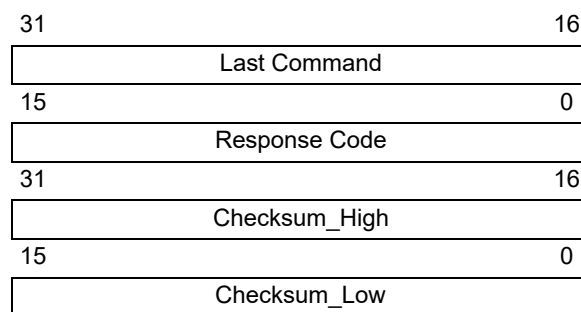 31 16
Last Command
15 0
Response Code
31 16
Checksum_High
15 0
Checksum_Low